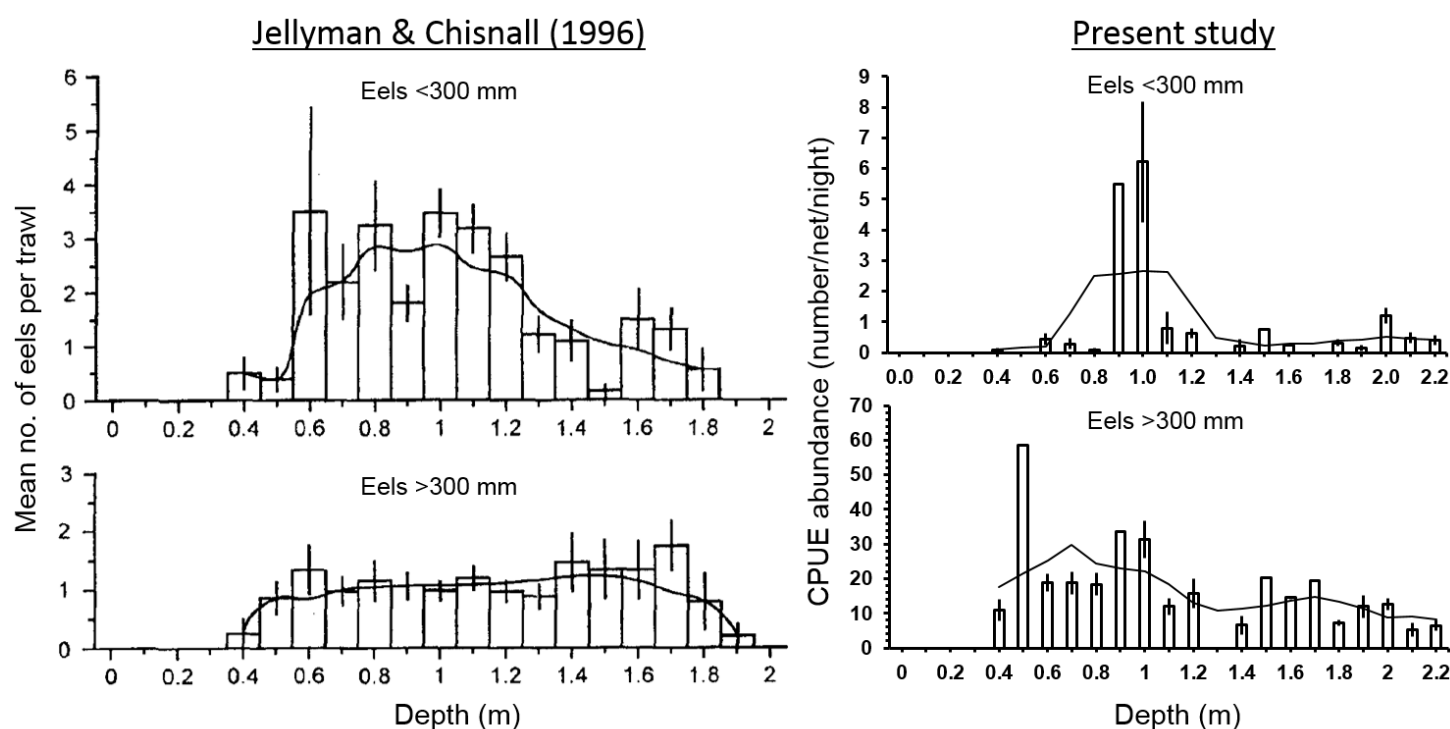 Jellyman & Chisnall (1996)
Mean no. of eels per trawl
Eels <300 mm
6
5
4
3
2
1
0
0 0.2 0.4 0.6 0.8 1 1.2 1.4 1.6 1.8 2
Eels >300 mm
3
2
1
0
0 0.2 0.4 0.6 0.8 1 1.2 1.4 1.6 1.8 2
Depth (m)
Present study
CPUE abundance (number/net/night)
Eels <300 mm
9
8
7
6
5
4
3
2
1
0
0.0 0.2 0.4 0.6 0.8 1.0 1.2 1.4 1.6 1.8 2.0 2.2
Eels >300 mm
70
60
50
40
30
20
10
0
0 0.2 0.4 0.6 0.8 1.0 1.2 1.4 1.6 1.8 2.0 2.2
Depth (m)